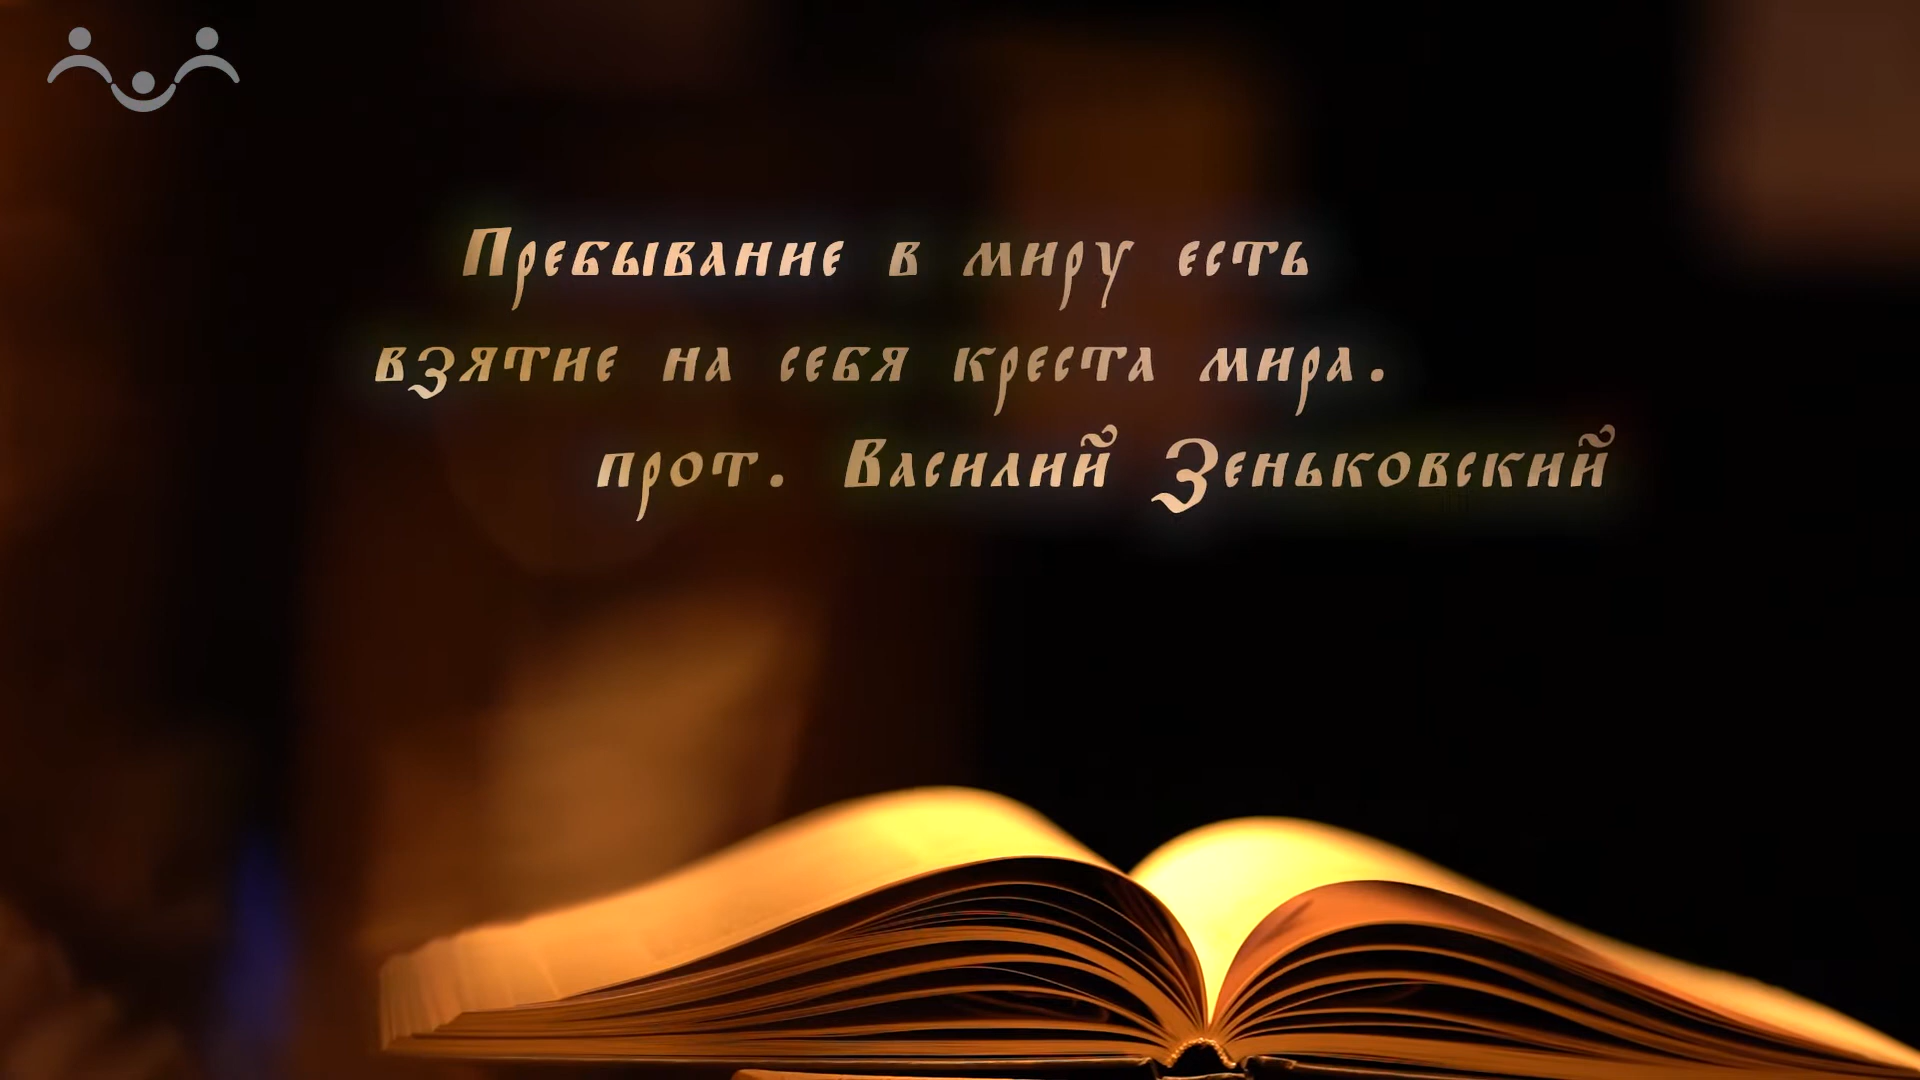 Пребывание в миру есть
взятие на себя креста мира.
прот. Василий Зеньковский